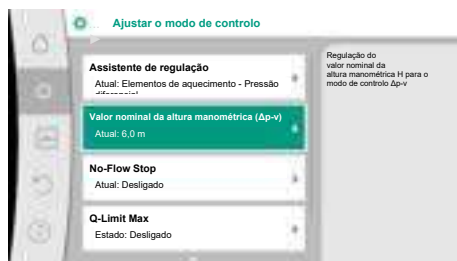 Ajustar o modo de controlo
Assistente de regulação
Atual: Elementos de aquecimento - Pressão
diferencial
Valor nominal da altura manométrica (Δp-v)
Atual: 6,0 m
No-Flow Stop
Atual: Desligado
Q-Limit Max
Estado: Desligado
Regulação do
valor nominal da
altura manométrica H para o
modo de controlo Δp-v